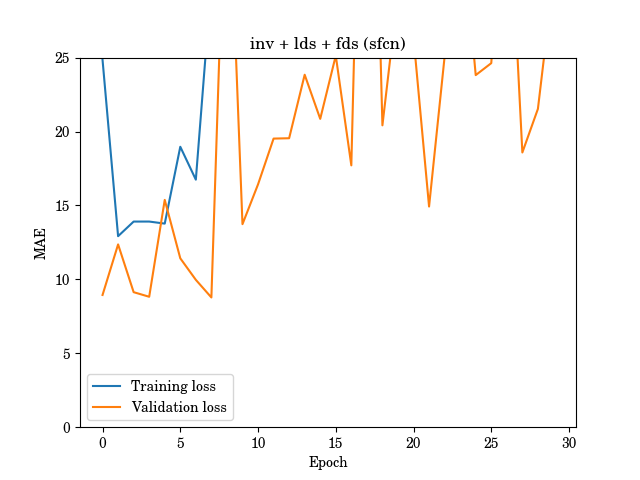 inv + lds + fds (sfcn)
25
20
15
10
5
0
MAE
Training loss
Validation loss
0 5 10 15 20 25 30
Epoch